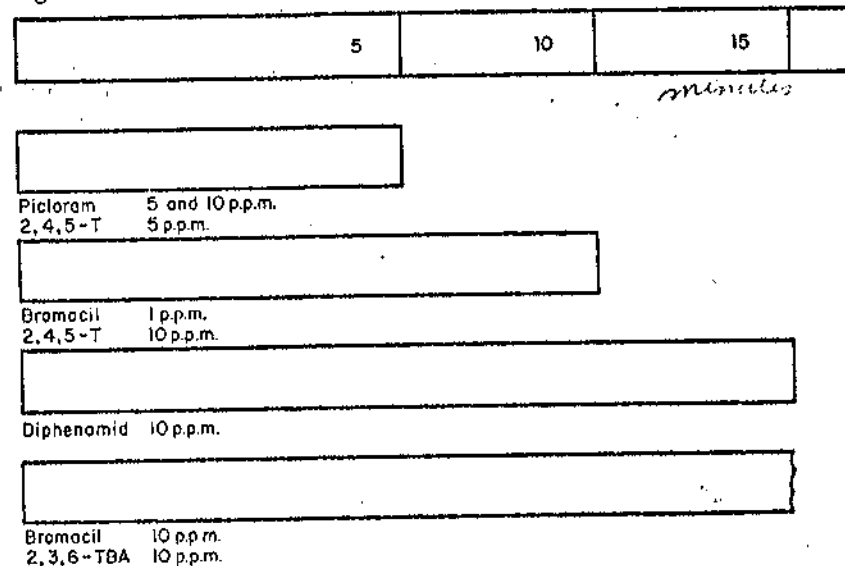 5 10 15
minutes
Picloram 5 and 10 p.p.m.
2,4,5-T 5 p.p.m.
Bromacil 1 p.p.m.
2,4,5-T 10 p.p.m.
Diphenamid 10 p.p.m.
Bromacil 10 p.p.m.
2,3,6-TBA 10 p.p.m.